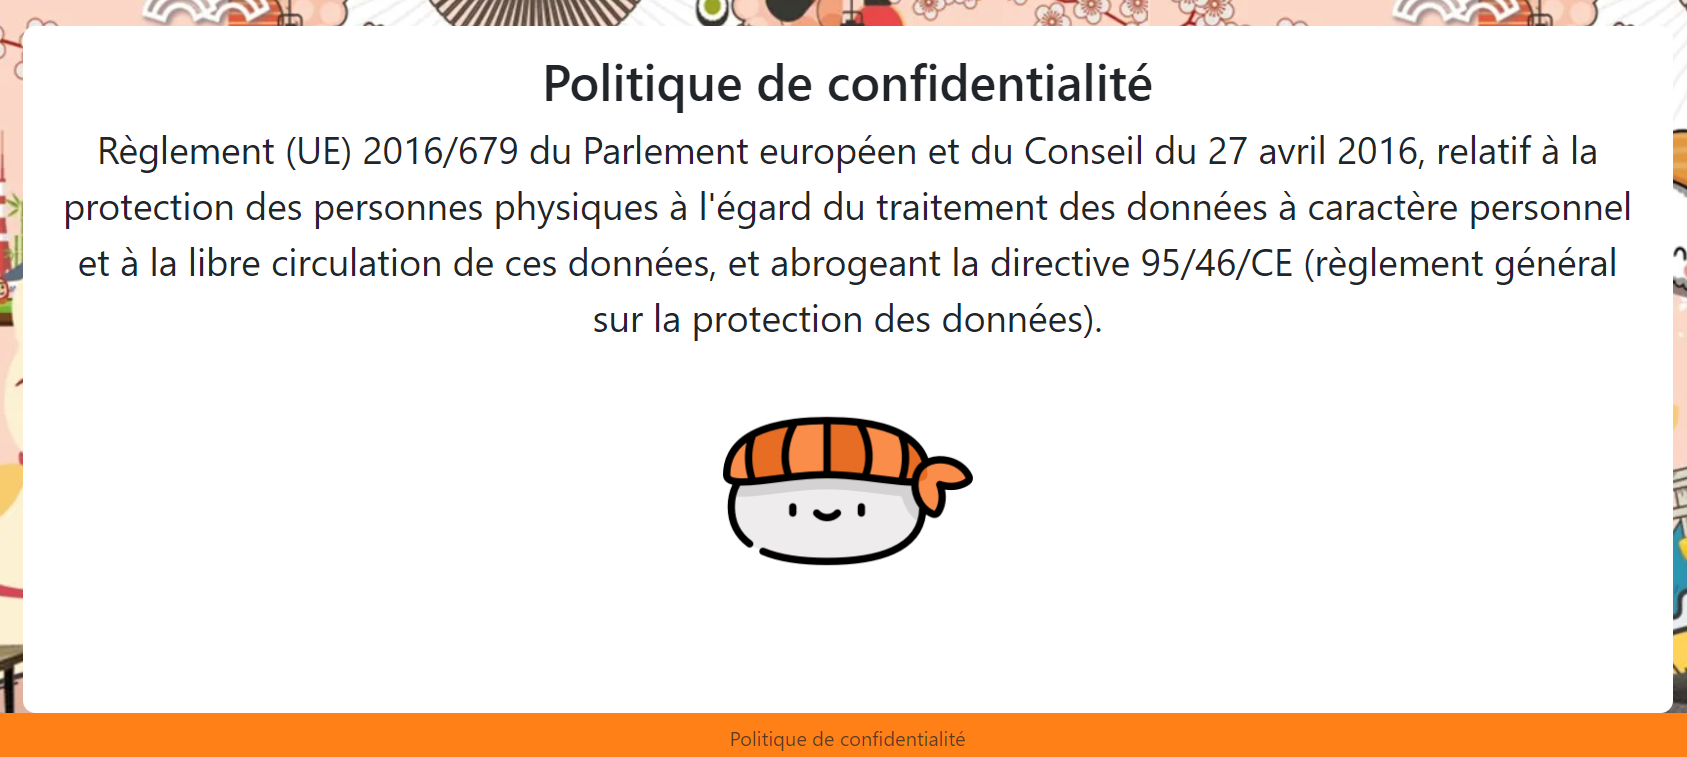 Politique de confidentialité
Règlement (UE) 2016/679 du Parlement européen et du Conseil du 27 avril 2016, relatif à la
protection des personnes physiques à l'égard du traitement des données à caractère personnel
et à la libre circulation de ces données, et abrogeant la directive 95/46/CE (règlement général
sur la protection des données).
Politique de confidentialité